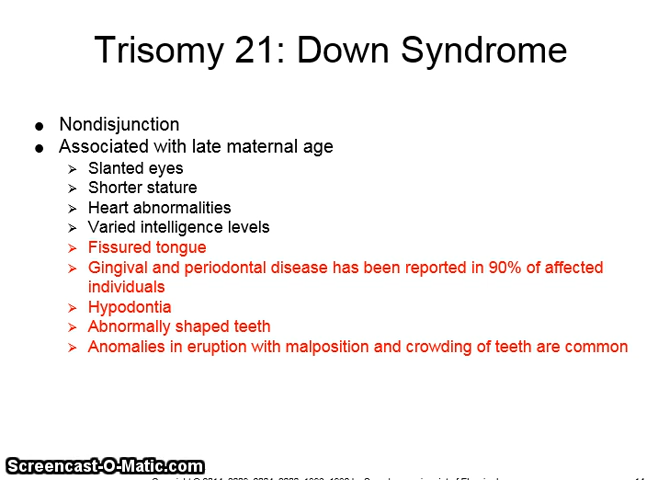 Trisomy 21: Down Syndrome
● Nondisjunction
● Associated with late maternal age
➢ Slanted eyes
➢ Shorter stature
➢ Heart abnormalities
➢ Varied intelligence levels
➢ Fissured tongue
➢ Gingival and periodontal disease has been reported in 90% of affected
individuals
➢ Hypodontia
➢ Abnormally shaped teeth
➢ Anomalies in eruption with malposition and crowding of teeth are common
Screencast-O-Matic.com